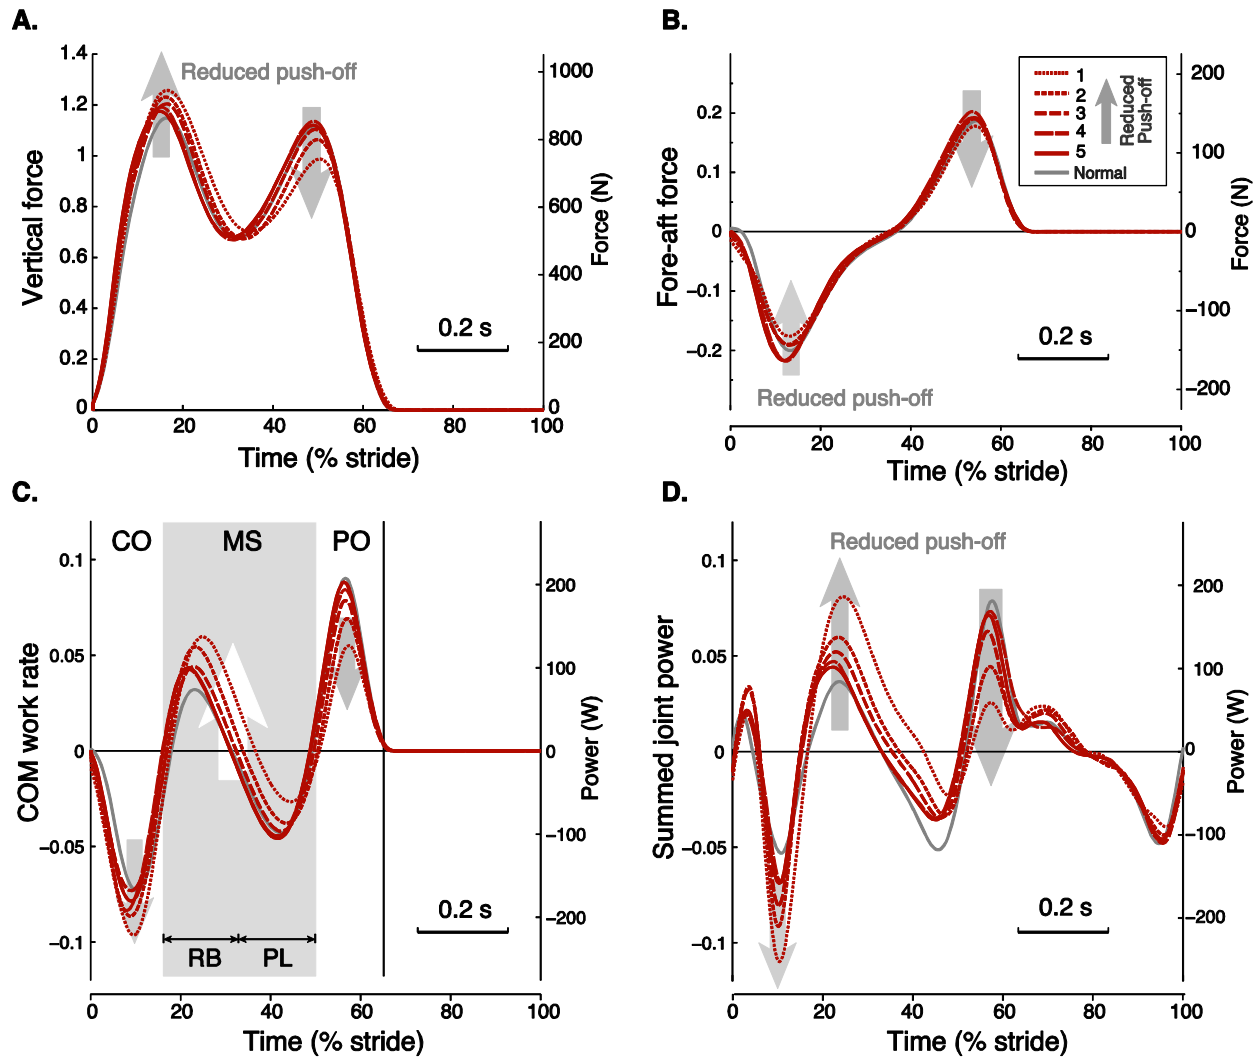 A.
1.4
1.2
1
0.8
0.6
0.4
0.2
0
Vertical force
Reduced push-off
1000
800
600
400
200
0
Force (N)
0.2 s
0 20 40 60 80 100
Time (% stride)
B.
0.2
0.1
0
–0.1
–0.2
Fore-aft force
1
2
3
4
5
Normal
Reduced
Push-off
200
100
0
–100
–200
Force (N)
0.2 s
Reduced push-off
0 20 40 60 80 100
Time (% stride)
C.
CO MS PO
0.1
0.05
0
–0.05
–0.1
COM work rate
200
100
0
–100
–200
Power (W)
0.2 s
RB PL
0 20 40 60 80 100
Time (% stride)
D.
Reduced push-off
0.1
0.05
0
–0.05
–0.1
Summed joint power
200
100
0
–100
–200
Power (W)
0.2 s
0 20 40 60 80 100
Time (% stride)